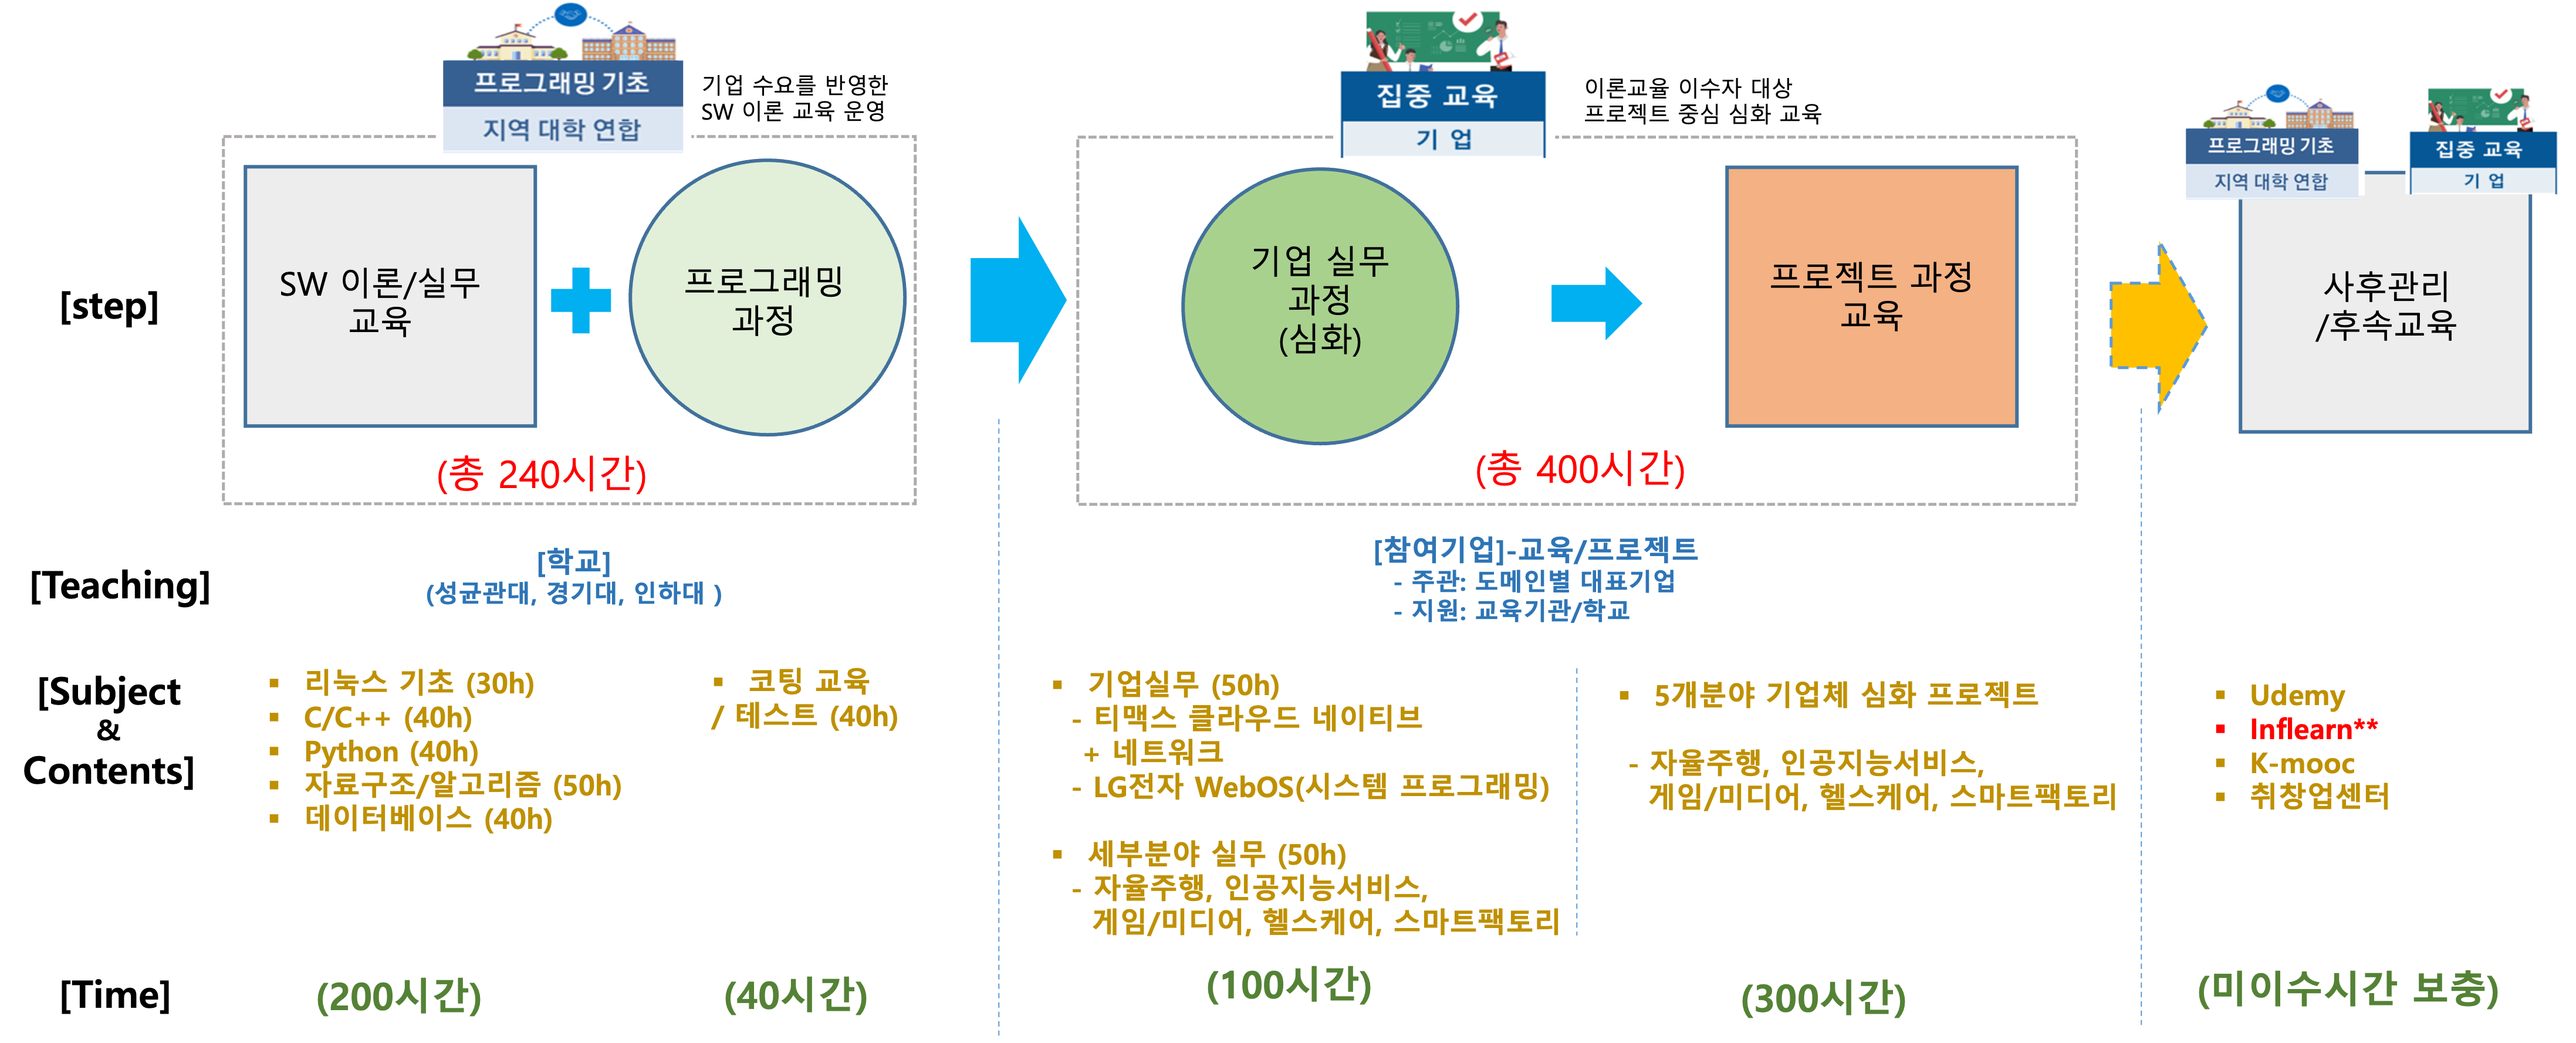 프로그래밍 기초
지역 대학 연합
기업 수요를 반영한
SW 이론 교육 운영
집중 교육
기 업
이론교율 이수자 대상
프로젝트 중심 심화 교육
프로그래밍 기초
지역 대학 연합
집중 교육
기 업
[step]
SW 이론/실무
교육
프로그래밍
과정
(총 240시간)
기업 실무
과정
(심화)
프로젝트 과정
교육
(총 400시간)
사후관리
/후속교육
[Teaching]
[학교]
(성균관대, 경기대, 인하대 )
[참여기업]-교육/프로젝트
- 주관: 도메인별 대표기업
- 지원: 교육기관/학교
[Subject
&
Contents]
▪ 리눅스 기초 (30h)
▪ C/C++ (40h)
▪ Python (40h)
▪ 자료구조/알고리즘 (50h)
▪ 데이터베이스 (40h)
▪ 코팅 교육
/ 테스트 (40h)
▪ 기업실무 (50h)
- 티맥스 클라우드 네이티브
+ 네트워크
- LG전자 WebOS(시스템 프로그래밍)
▪ 세부분야 실무 (50h)
- 자율주행, 인공지능서비스,
게임/미디어, 헬스케어, 스마트팩토리
▪ 5개분야 기업체 심화 프로젝트
- 자율주행, 인공지능서비스,
게임/미디어, 헬스케어, 스마트팩토리
▪ Udemy
▪ Inflearn**
▪ K-mooc
▪ 취창업센터
[Time]
(200시간)
(40시간)
(100시간)
(300시간)
(미이수시간 보충)